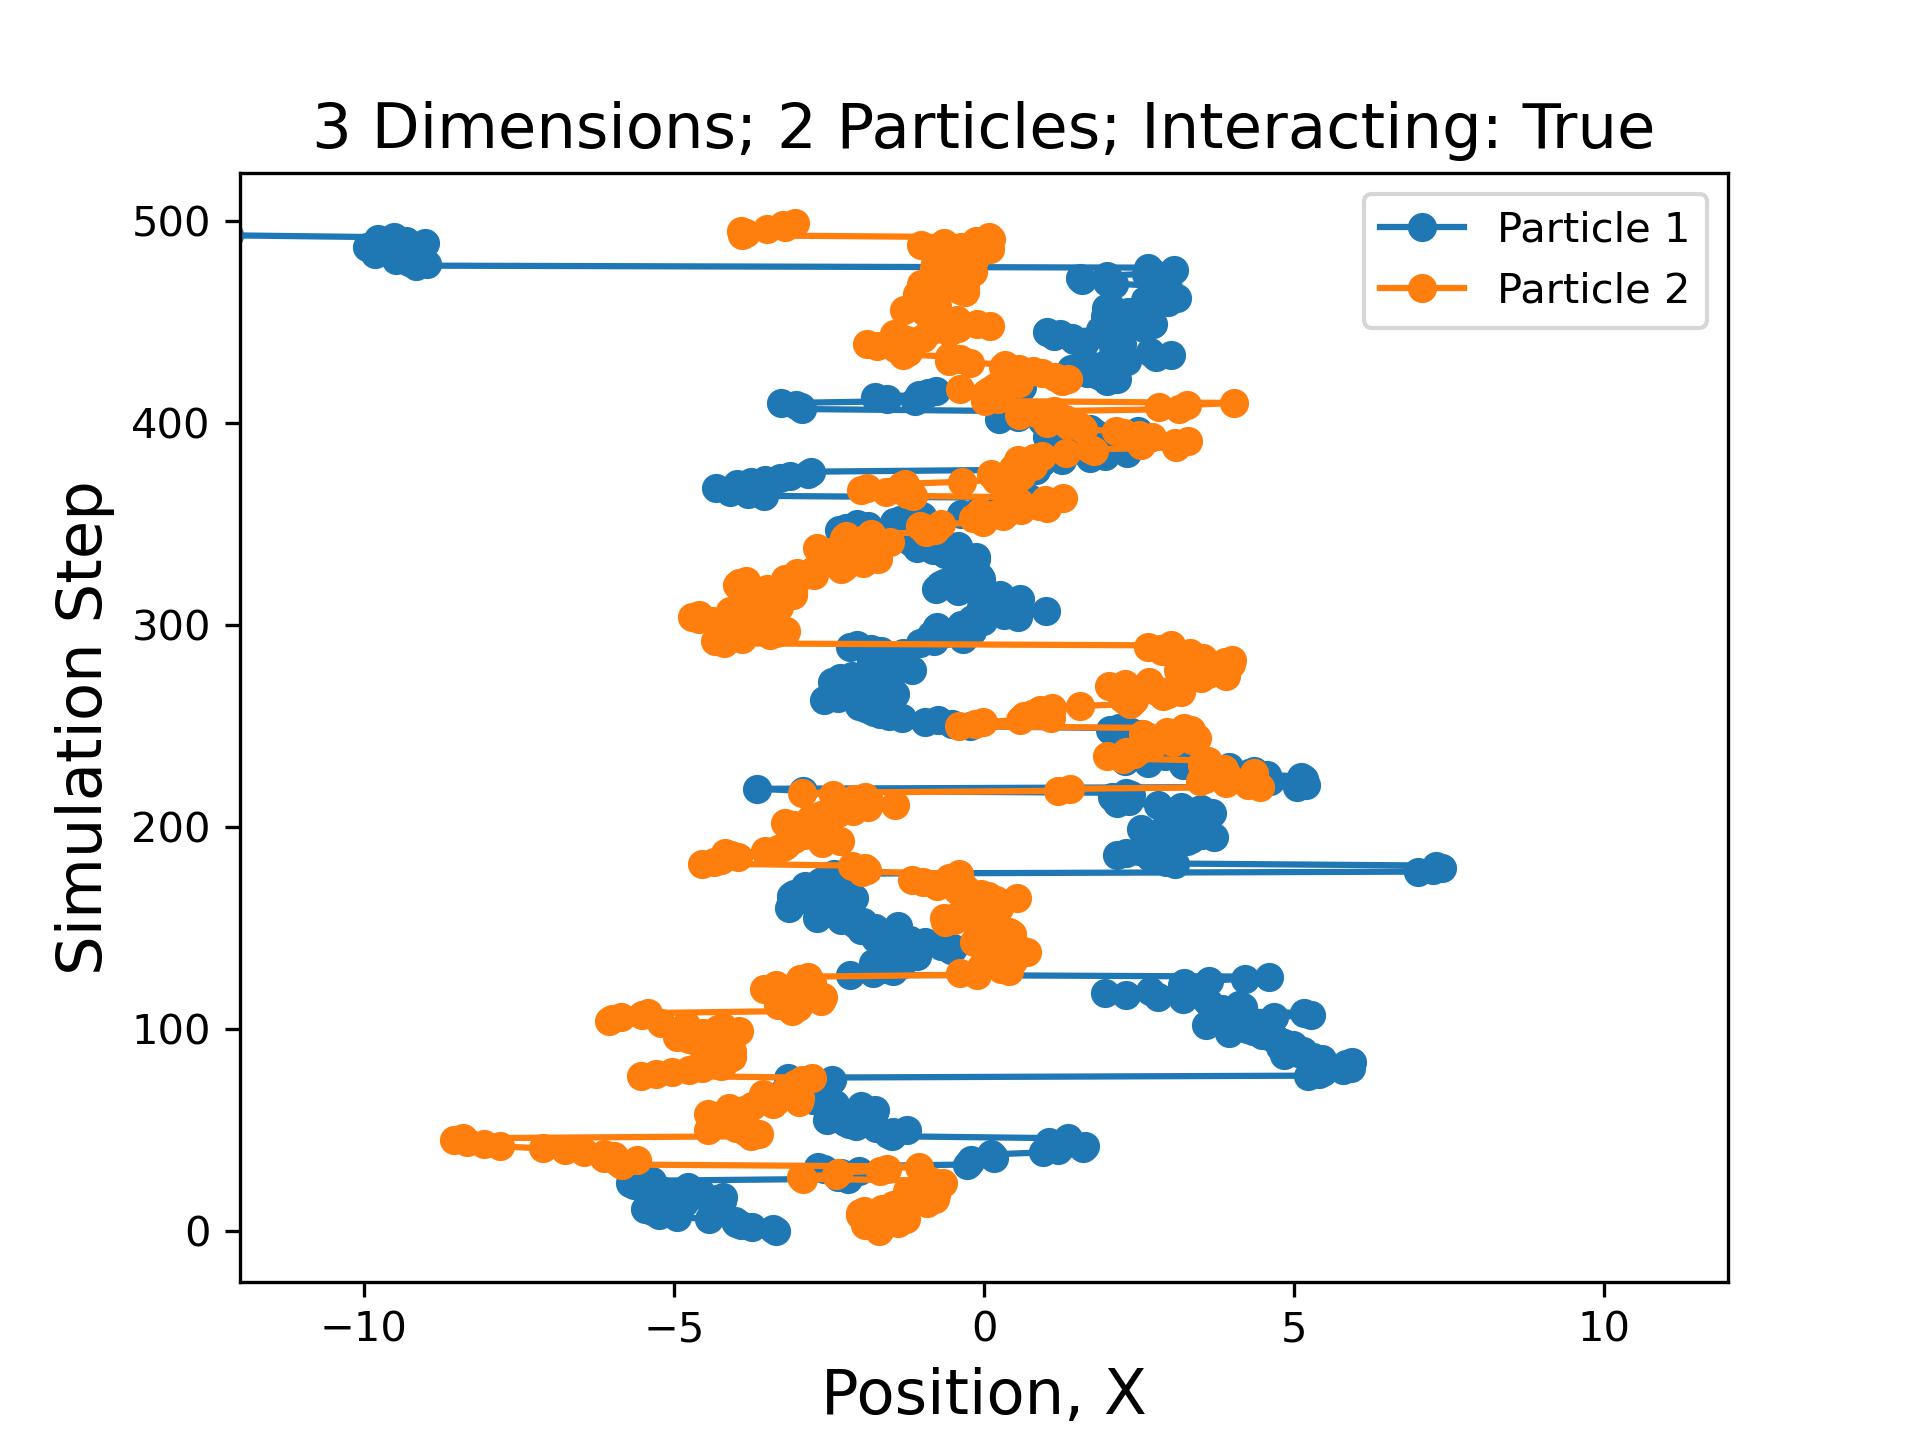 3 Dimensions; 2 Particles; Interacting: True
Particle 1
Particle 2
500
400
300
200
100
0
Simulation Step
−10
−5
0
5
10
Position, X